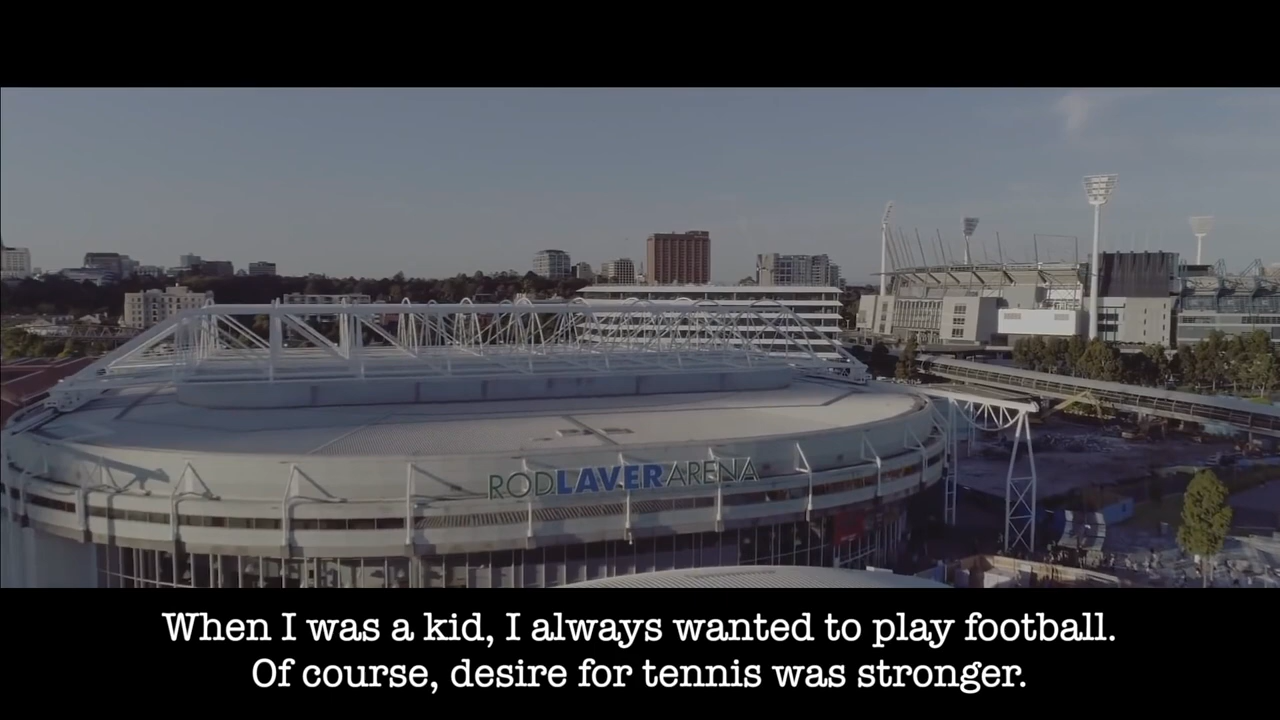 RODLAVERARENA
When I was a kid, I always wanted to play football.
Of course, desire for tennis was stronger.